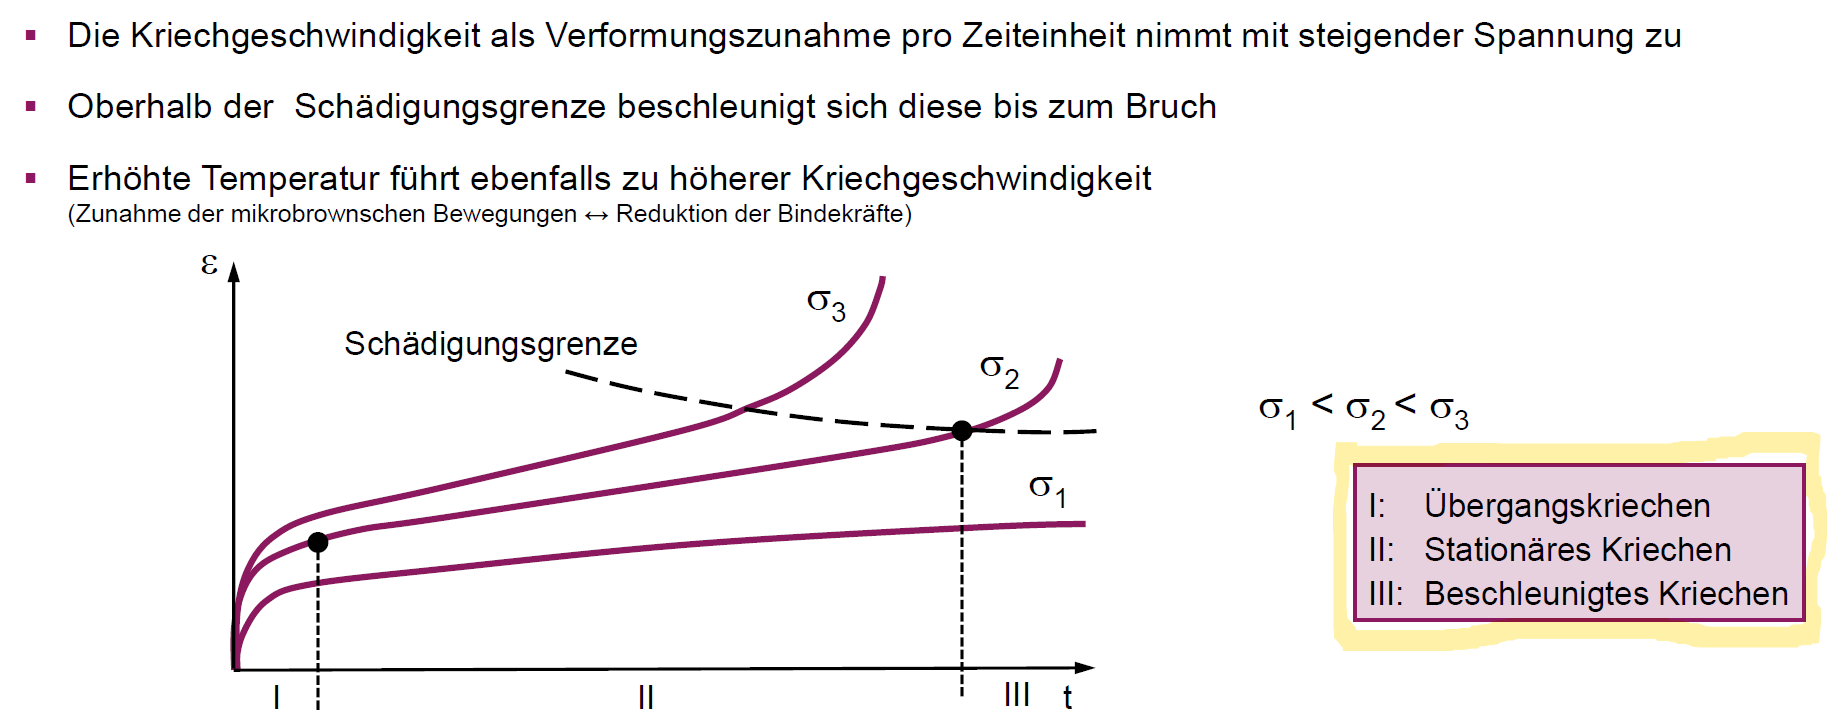 ▪ Die Kriechgeschwindigkeit als Verformungszunahme pro Zeiteinheit nimmt mit steigender Spannung zu
▪ Oberhalb der Schädigungsgrenze beschleunigt sich diese bis zum Bruch
▪ Erhöhte Temperatur führt ebenfalls zu höherer Kriechgeschwindigkeit
(Zunahme der mikrobrownschen Bewegungen ↔ Reduktion der Bindekräfte)
ε
σ3
Schädigungsgrenze
σ2
σ1
I
II
III
t
σ1 < σ2 < σ3
I: Übergangskriechen
II: Stationäres Kriechen
III: Beschleunigtes Kriechen